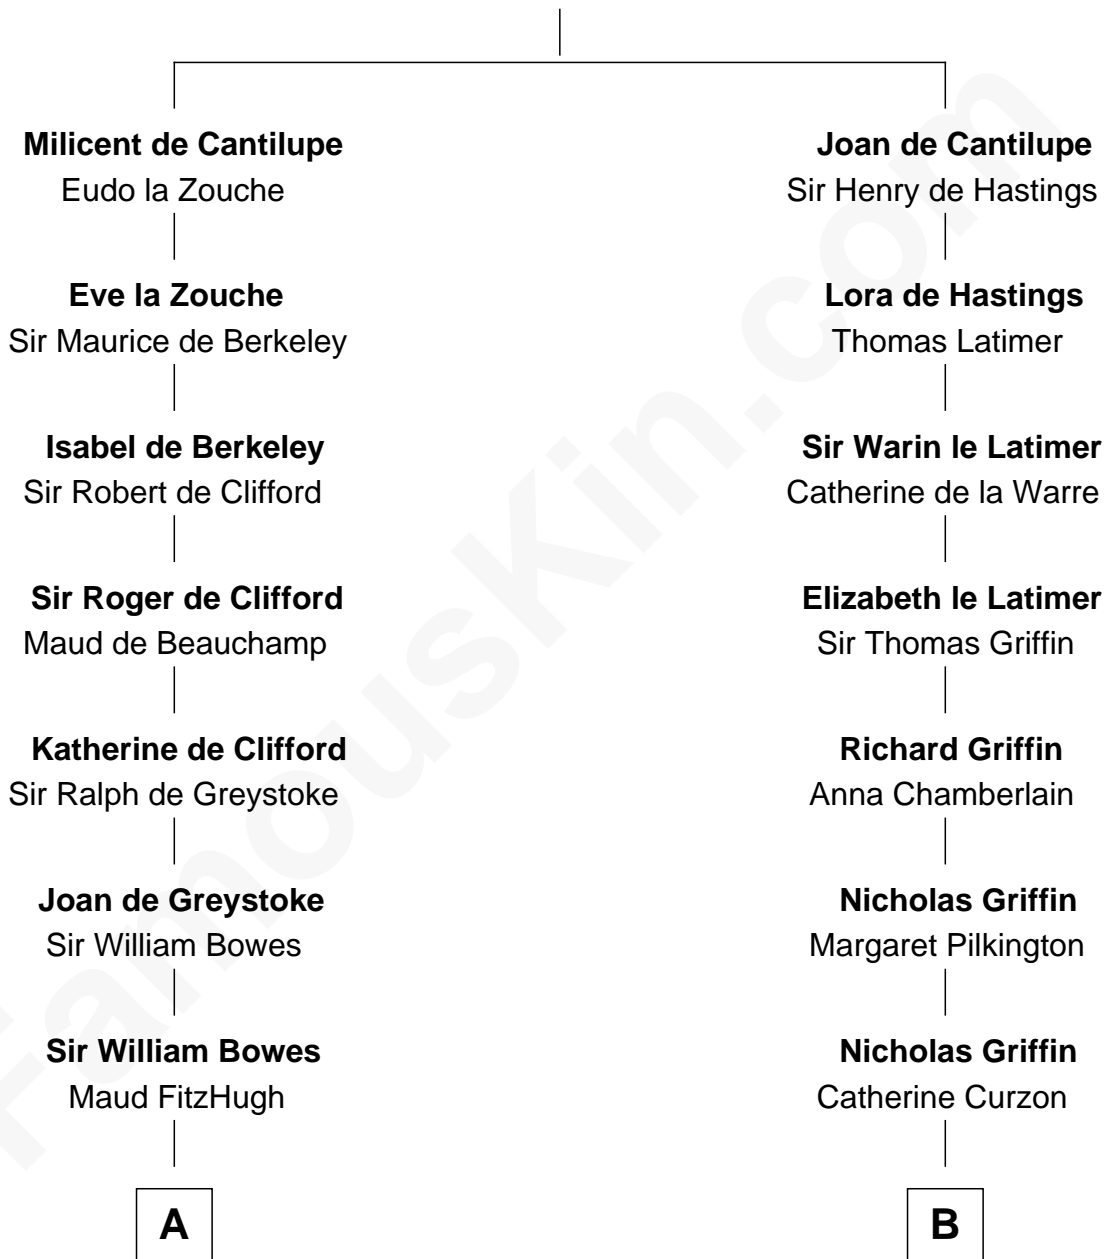 Milicent de Cantilupe
Eudo la Zouche
Eve la Zouche
Sir Maurice de Berkeley
Isabel de Berkeley
Sir Robert de Clifford
Sir Roger de Clifford
Maud de Beauchamp
Katherine de Clifford
Sir Ralph de Greystoke
Joan de Greystoke
Sir William Bowes
Sir William Bowes
Maud FitzHugh
A
Joan de Cantilupe
Sir Henry de Hastings
Lora de Hastings
Thomas Latimer
Sir Warin le Latimer
Catherine de la Warre
Elizabeth le Latimer
Sir Thomas Griffin
Richard Griffin
Anna Chamberlain
Nicholas Griffin
Margaret Pilkington
Nicholas Griffin
Catherine Curzon
B
FamousKin.com